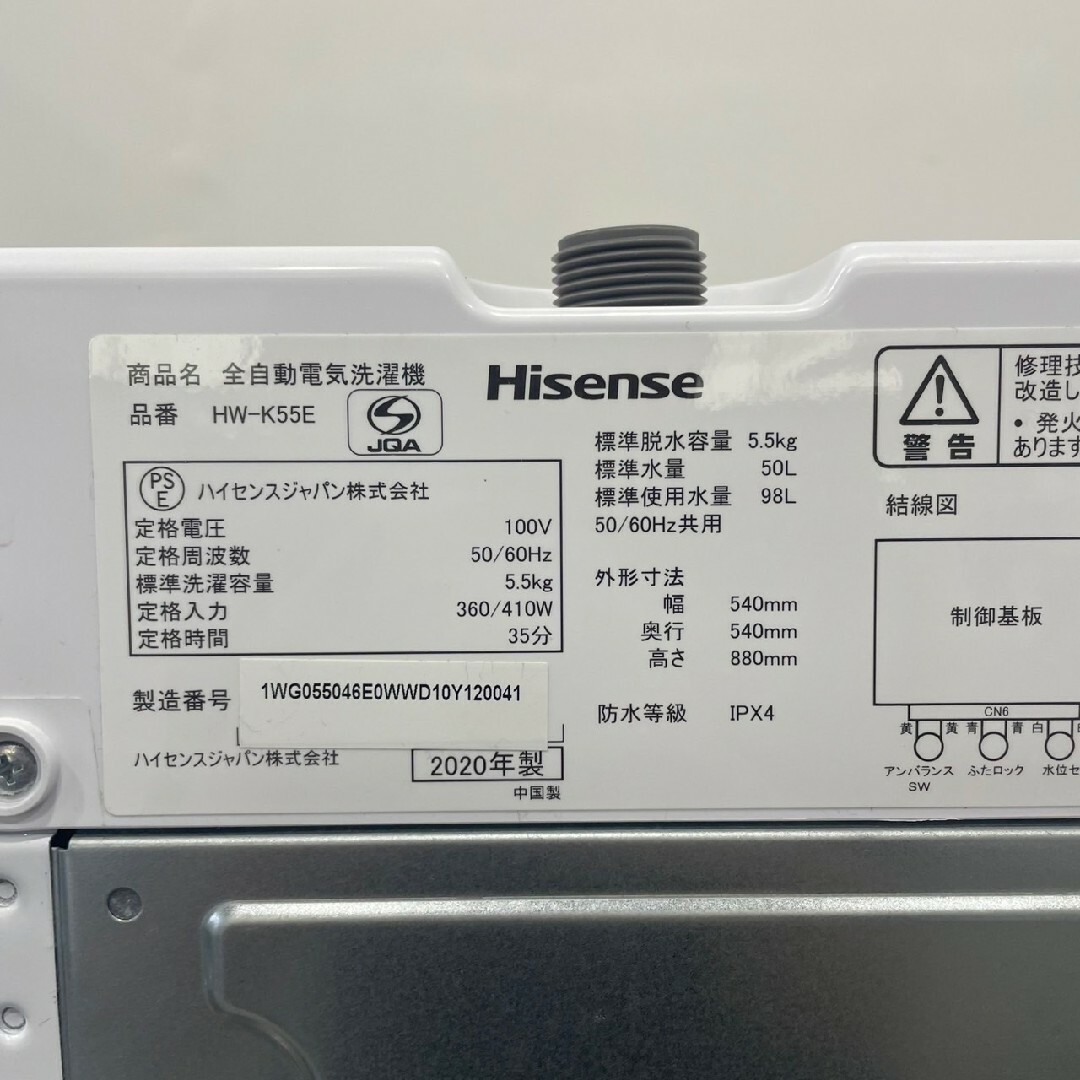 商品名 全自動電気洗濯機
品番 HW-K55E
JQA
Hisense
PS
E
ハイセンスジャパン株式会社
定格電圧 100V
定格周波数 50/60Hz
標準洗濯容量 5.5kg
定格入力 360/410W
定格時間 35分
製造番号 1WG055046E0WWD10Y120041
ハイセンスジャパン株式会社
2020年製
中国製
標準脱水容量 5.5kg
標準水量 50L
標準使用水量 98L
50/60Hz共用
外形寸法
幅 540mm
奥行 540mm
高さ 880mm
防水等級 IPX4
警告
修理技
改造し
• 発火
あります
結線図
制御基板
CN6
黄 黄 青 青 白
アンバランス SW
ふたロック
水位セ